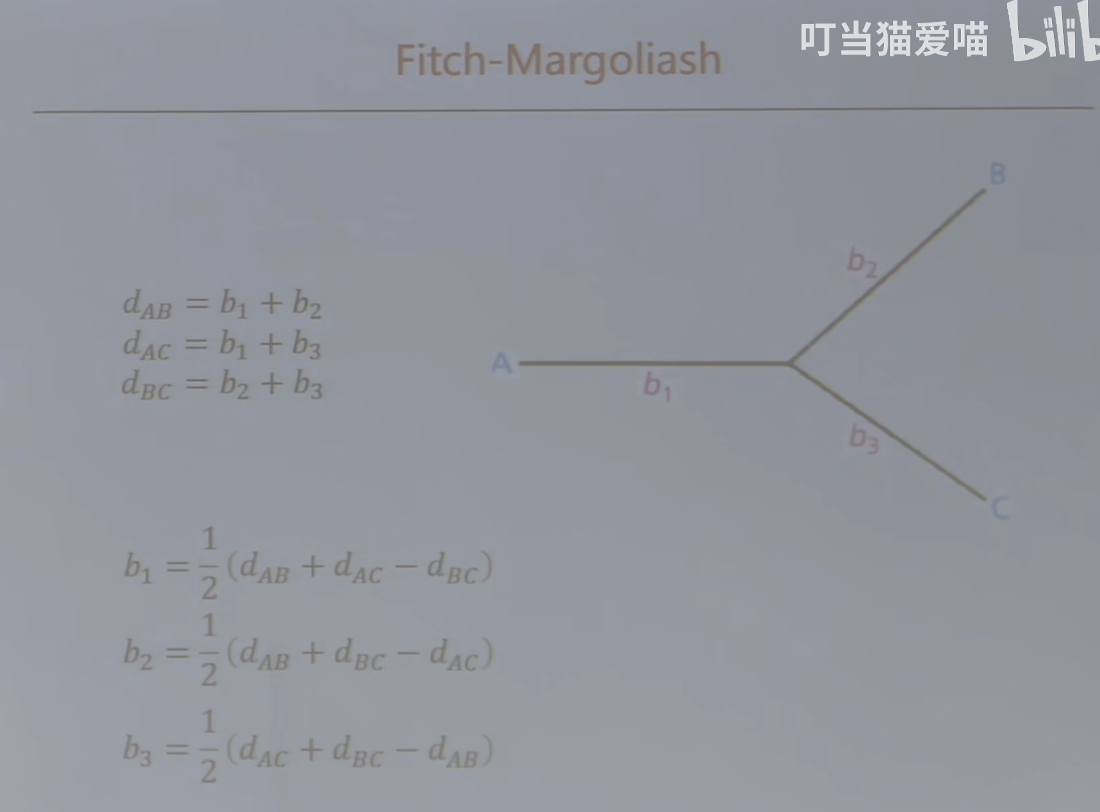 叮当猫爱喵 bilib
Fitch-Margoliash
d_{AB} = b_1 + b_2
d_{AC} = b_1 + b_3
d_{BC} = b_2 + b_3
B
b_2
A
b_1
b_3
C
b_1 = \frac{1}{2}(d_{AB} + d_{AC} - d_{BC})
b_2 = \frac{1}{2}(d_{AB} + d_{BC} - d_{AC})
b_3 = \frac{1}{2}(d_{AC} + d_{BC} - d_{AB})